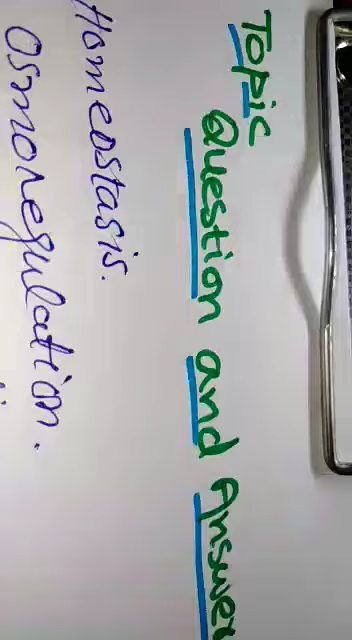 Topic
Question and Answer
Homeostasis.
Osmoregulation.